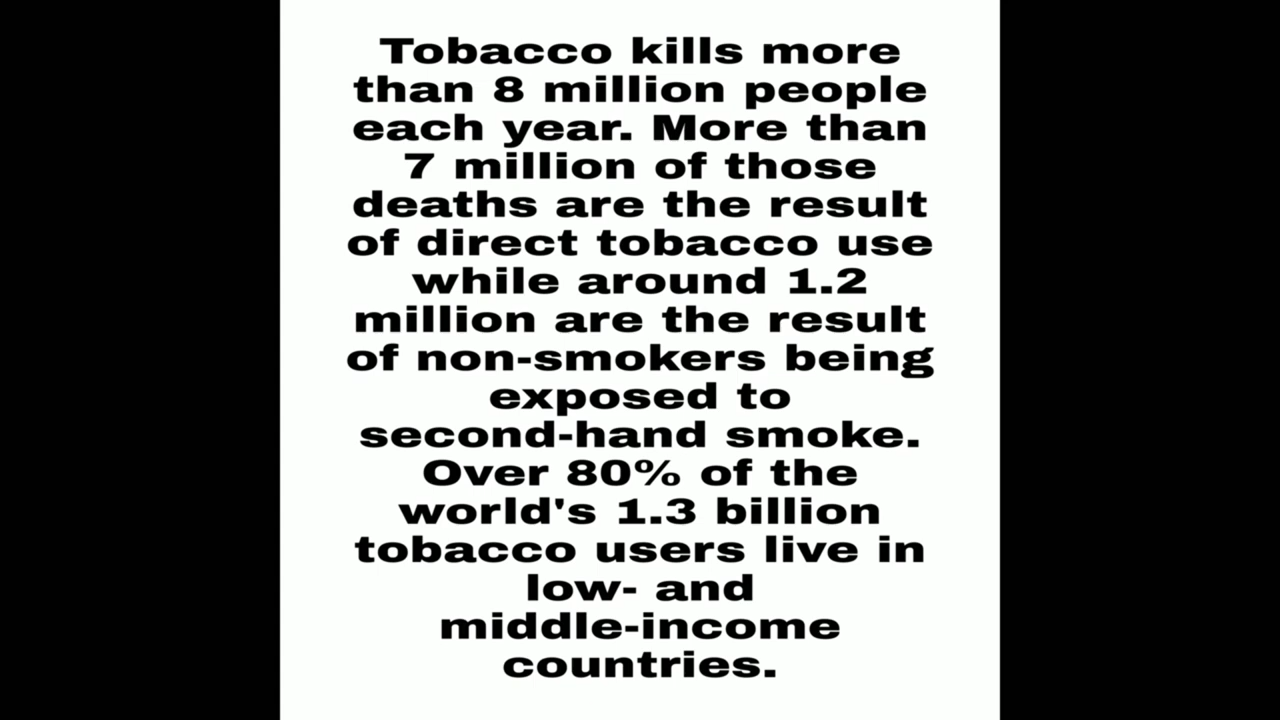 Tobacco kills more
than 8 million people
each year. More than
7 million of those
deaths are the result
of direct tobacco use
while around 1.2
million are the result
of non-smokers being
exposed to
second-hand smoke.
Over 80% of the
world's 1.3 billion
tobacco users live in
low- and
middle-income
countries.